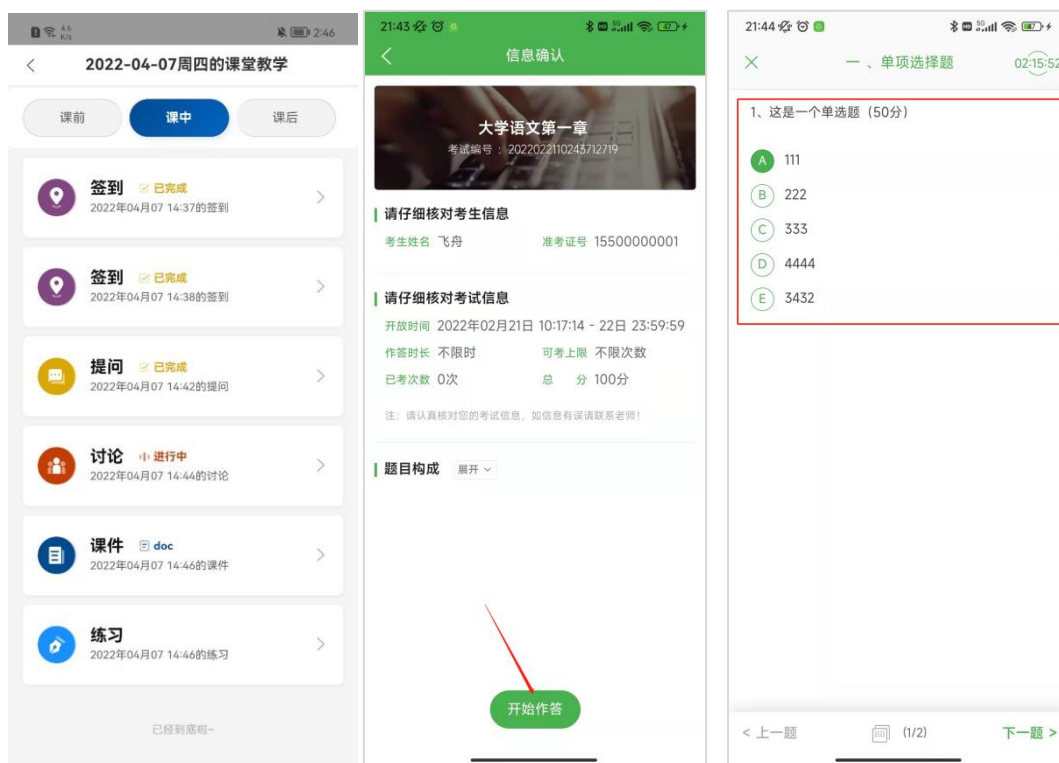 4.6
K/s
88
2:46
2022-04-07周四的课堂教学
课前
课中
课后
签到
已完成
2022年04月07 14:37的签到
签到
已完成
2022年04月07 14:38的签到
提问
已完成
2022年04月07 14:42的提问
讨论
进行中
2022年04月07 14:44的讨论
课件
doc
2022年04月07 14:46的课件
练习
2022年04月07 14:46的练习
已经到底啦~
21:43
5G
47
信息确认
大学语文第一章
考试编号 : 2022022110243712719
请仔细核对考生信息
考生姓名 飞舟
准考证号 15500000001
请仔细核对考试信息
开放时间 2022年02月21日 10:17:14 - 22日 23:59:59
作答时长 不限时
可考上限 不限次数
已考次数 0次
总 分 100分
注: 请认真核对您的考试信息, 如信息有误请联系老师!
题目构成
展开
开始作答
21:44
5G
47
一 、单项选择题
02:15:52
1、这是一个单选题（50分）
A 111
B 222
C 333
D 4444
E 3432
< 上一题
(1/2)
下一题 >